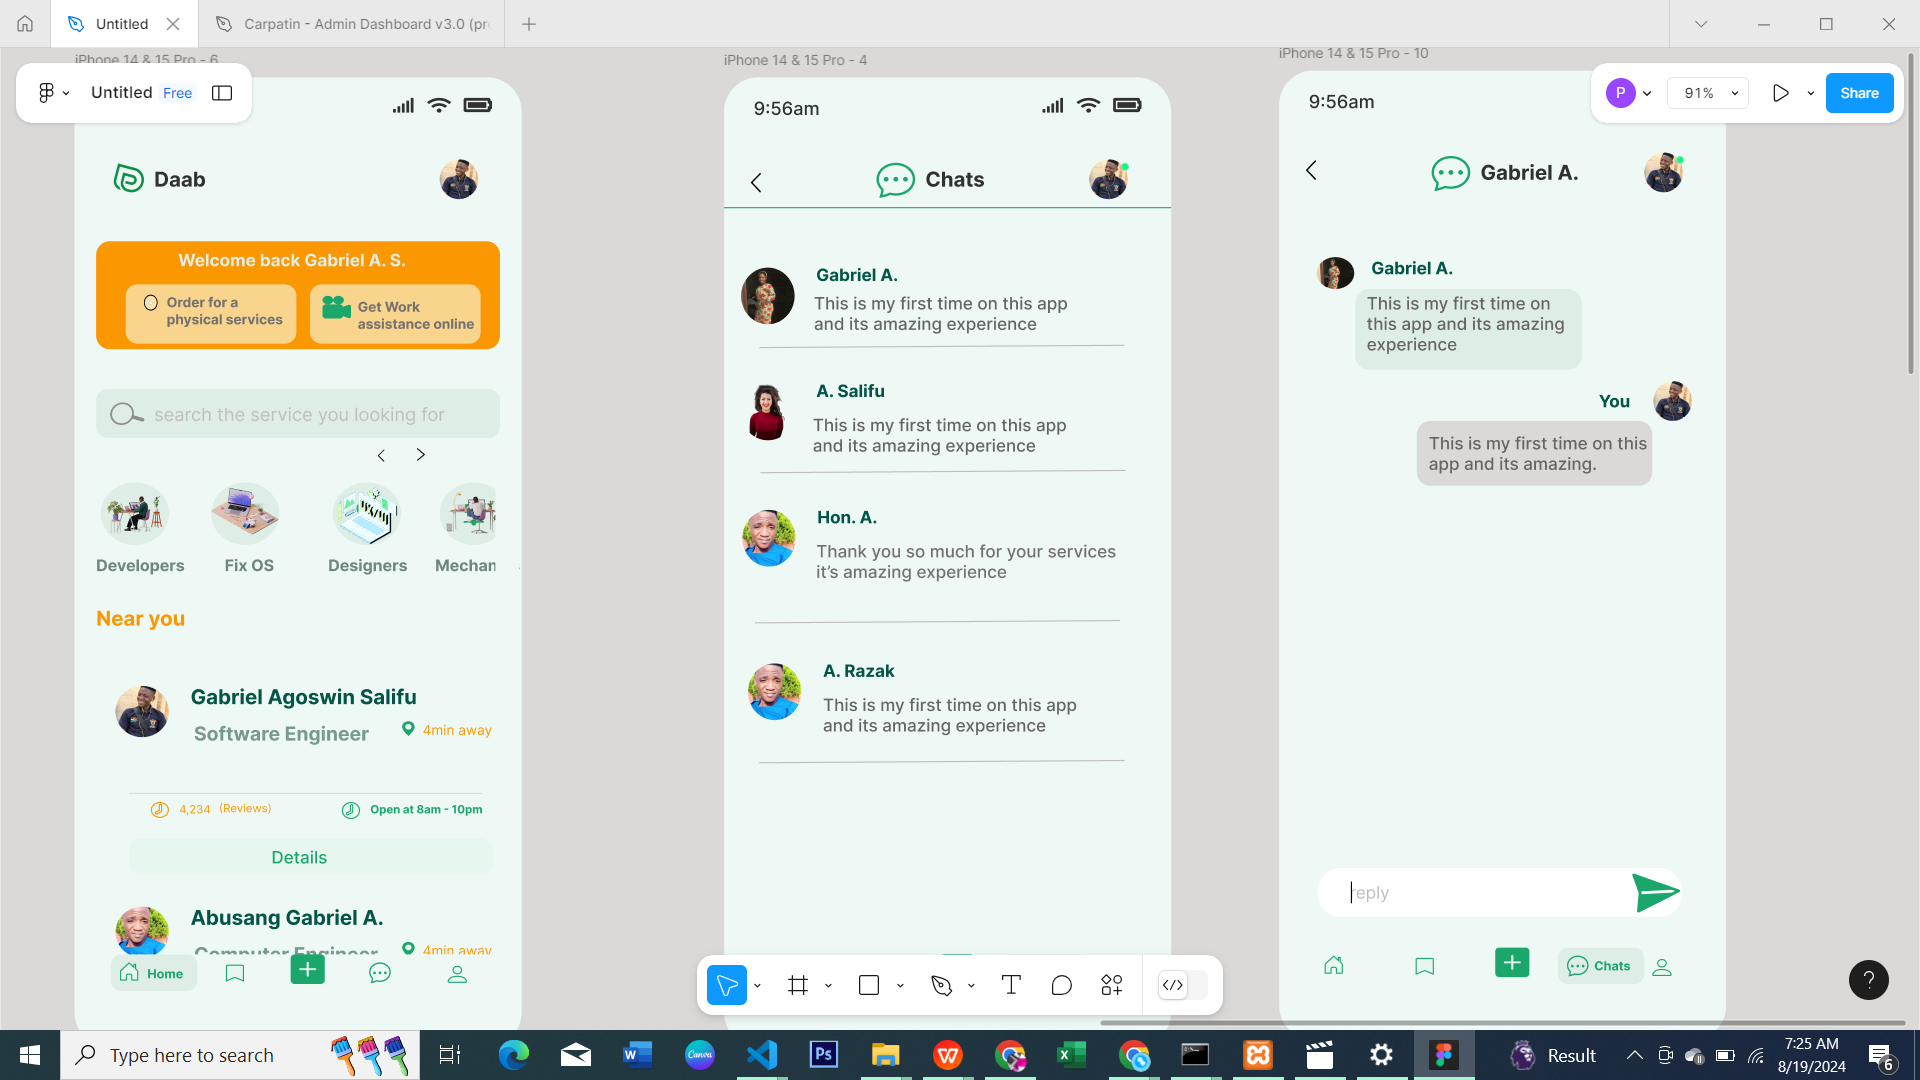 Untitled
Carpatin - Admin Dashboard v3.0 (pr
iPhone 14 & 15 Pro - 6
iPhone 14 & 15 Pro - 4
iPhone 14 & 15 Pro - 10
Untitled Free
P
91%
Share
Daab
Welcome back Gabriel A. S.
Order for a
physical services
Get Work
assistance online
search the service you looking for
Developers
Fix OS
Designers
Mechan
Near you
Gabriel Agoswin Salifu
Software Engineer
4min away
4,234 (Reviews)
Open at 8am - 10pm
Details
Abusang Gabriel A.
Computer Engineer
4min away
Home
9:56am
Chats
Gabriel A.
This is my first time on this app
and its amazing experience
A. Salifu
This is my first time on this app
and its amazing experience
Hon. A.
Thank you so much for your services
it’s amazing experience
A. Razak
This is my first time on this app
and its amazing experience
9:56am
Gabriel A.
Gabriel A.
This is my first time on
this app and its amazing
experience
You
This is my first time on this
app and its amazing.
reply
Chats
?
Type here to search
W
Canva
Ps
W
X
Result
7:25 AM
8/19/2024
6